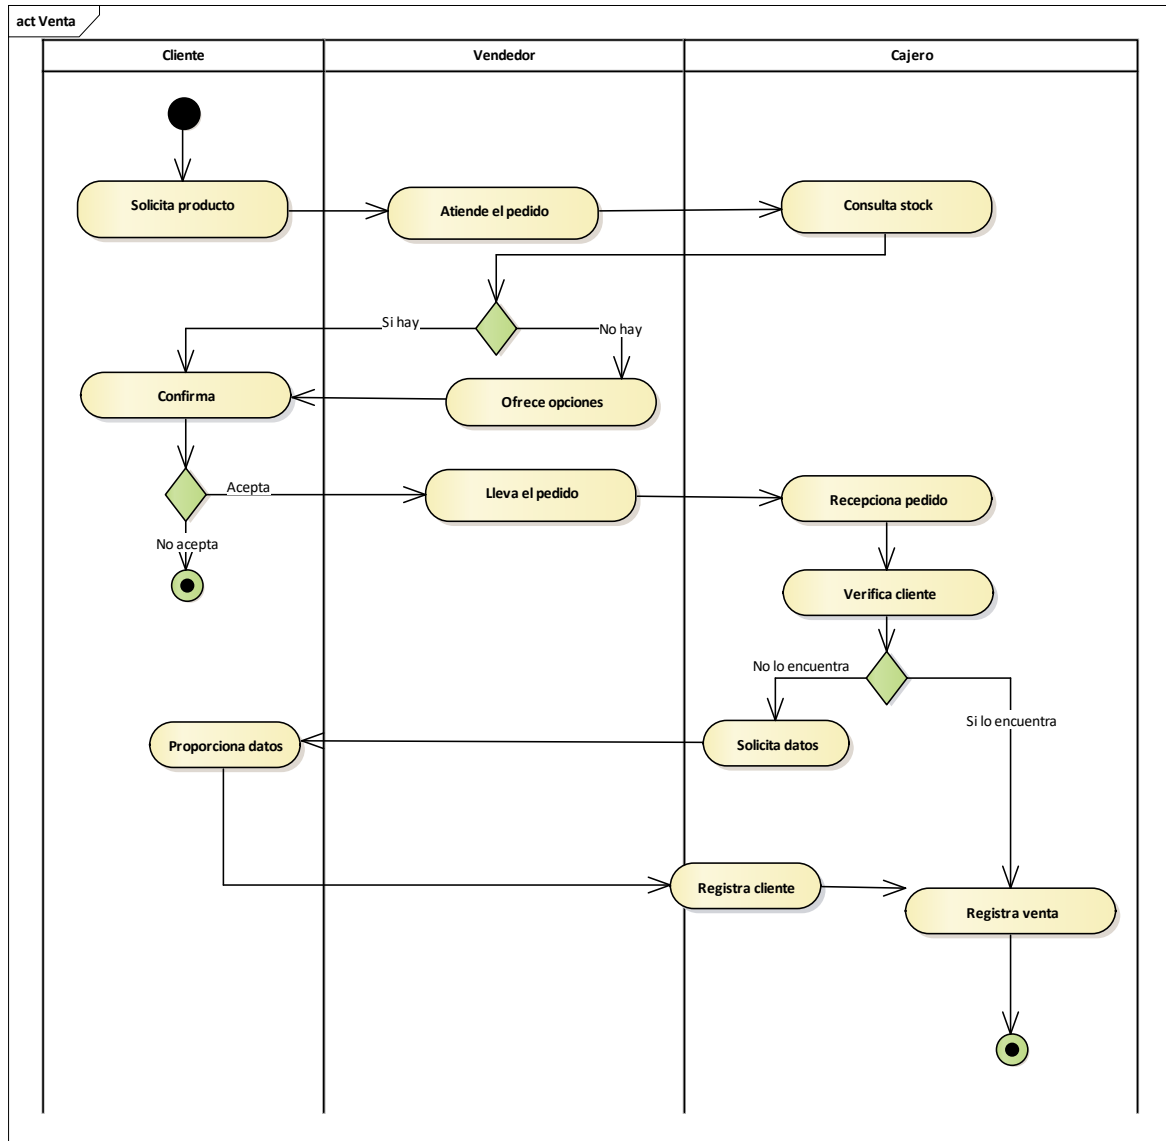 act Venta
Cliente
Vendedor
Cajero
Solicita producto
Atiende el pedido
Consulta stock
Si hay
No hay
Confirma
Ofrece opciones
Acepta
Lleva el pedido
Recepciona pedido
No acepta
Verifica cliente
No lo encuentra
Si lo encuentra
Proporciona datos
Solicita datos
Registra cliente
Registra venta